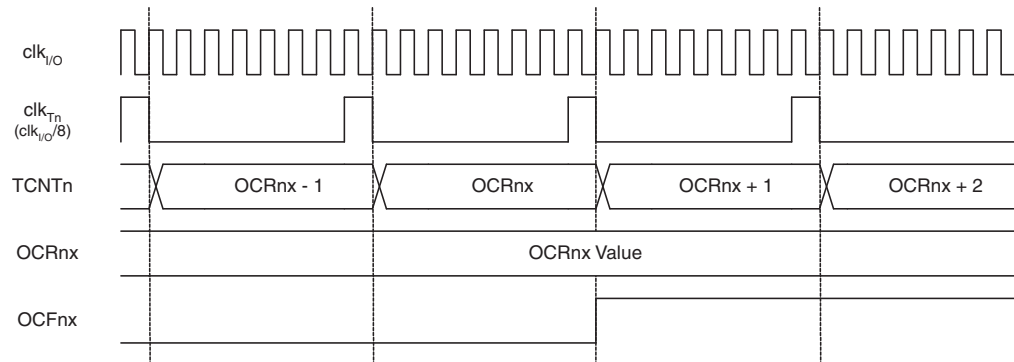 clkI/O
clkTn
(clkI/O/8)
TCNTn
OCRnx - 1
OCRnx
OCRnx + 1
OCRnx + 2
OCRnx
OCRnx Value
OCFnx